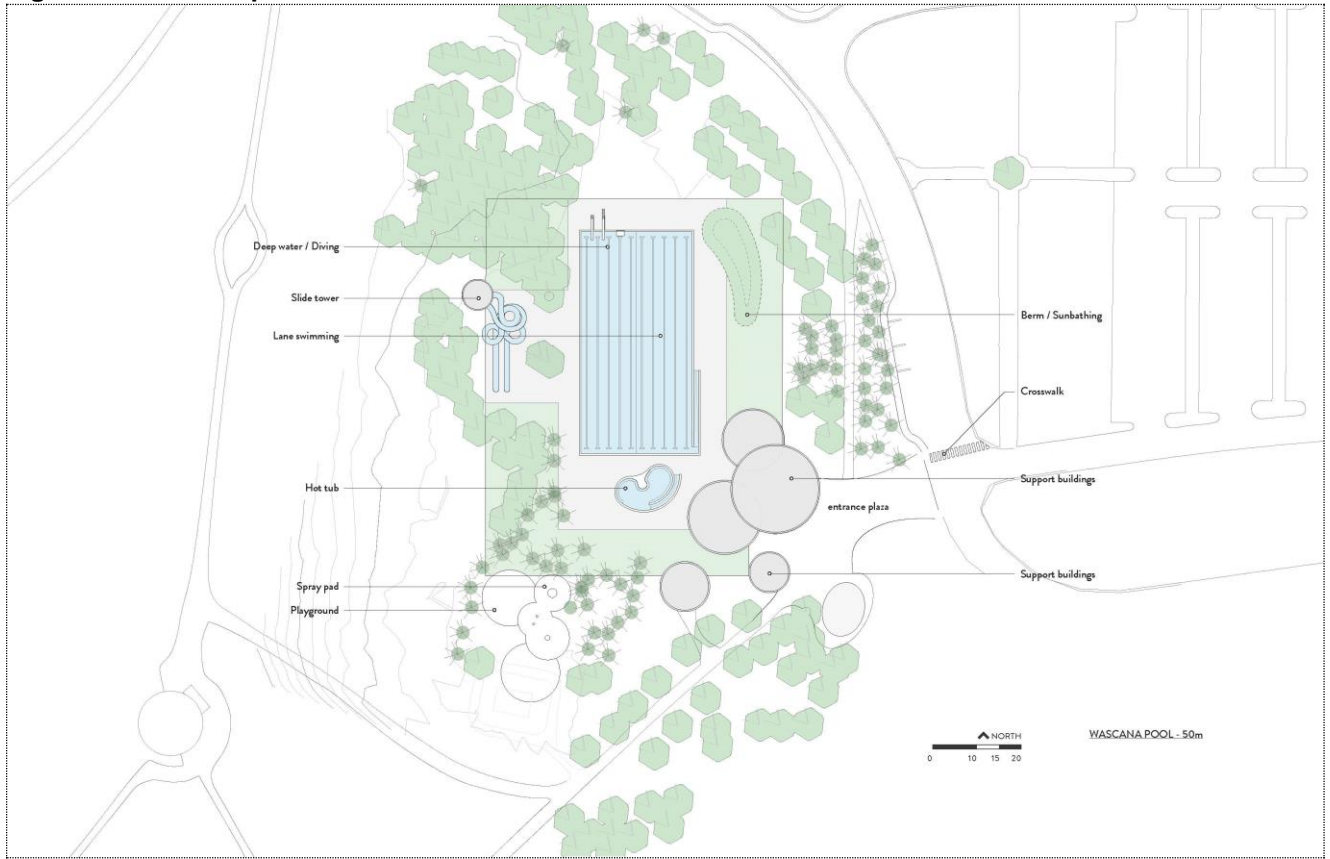 Deep water / Diving
Slide tower
Lane swimming
Berm / Sunbathing
Crosswalk
Hot tub
Support buildings
entrance plaza
Spray pad
Playground
Support buildings
NORTH
0 10 15 20
WASCANA POOL - 50m